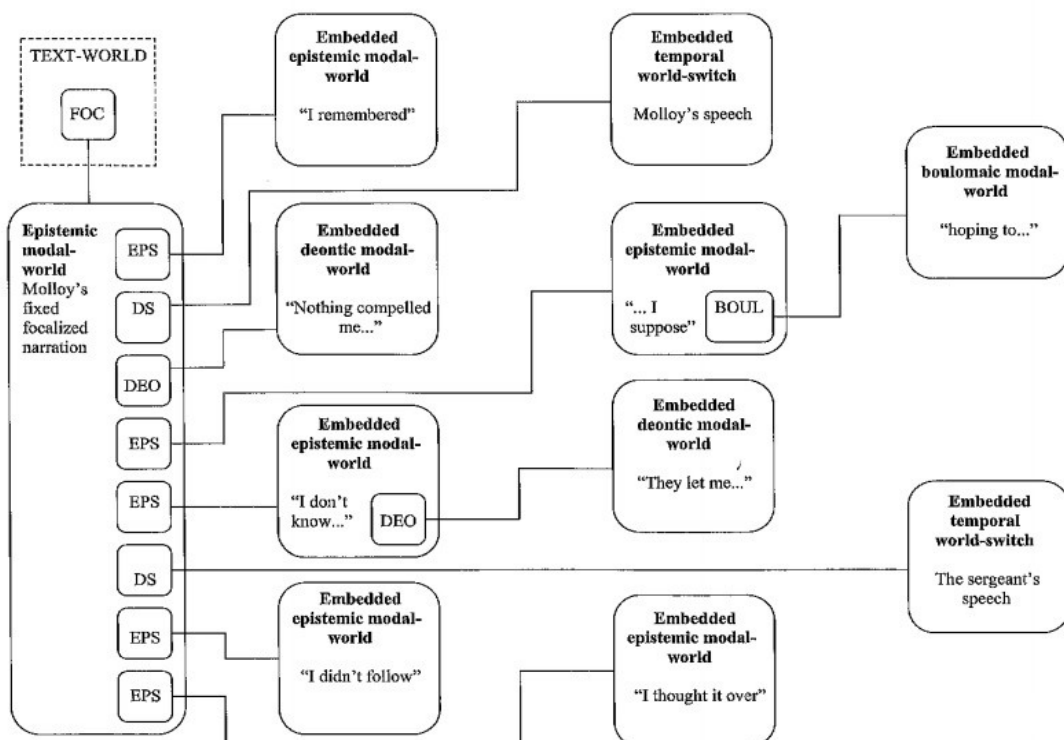 TEXT-WORLD
FOC
Epistemic
modal-
world
Molloy's
fixed
focalized
narration
EPS
DS
DEO
EPS
EPS
DS
EPS
EPS
Embedded
epistemic modal-
world
"I remembered"
Embedded
deontic modal-
world
"Nothing compelled
me..."
Embedded
epistemic modal-
world
"I don't
know..."
DEO
Embedded
epistemic modal-
world
"I didn't follow"
Embedded
temporal
world-switch
Molloy's speech
Embedded
epistemic modal-
world
"... I
suppose"
BOUL
Embedded
deontic modal-
world
"They let me..."
Embedded
epistemic modal-
world
"I thought it over"
Embedded
boulomaic modal-
world
"hoping to..."
Embedded
temporal
world-switch
The sergeant's
speech